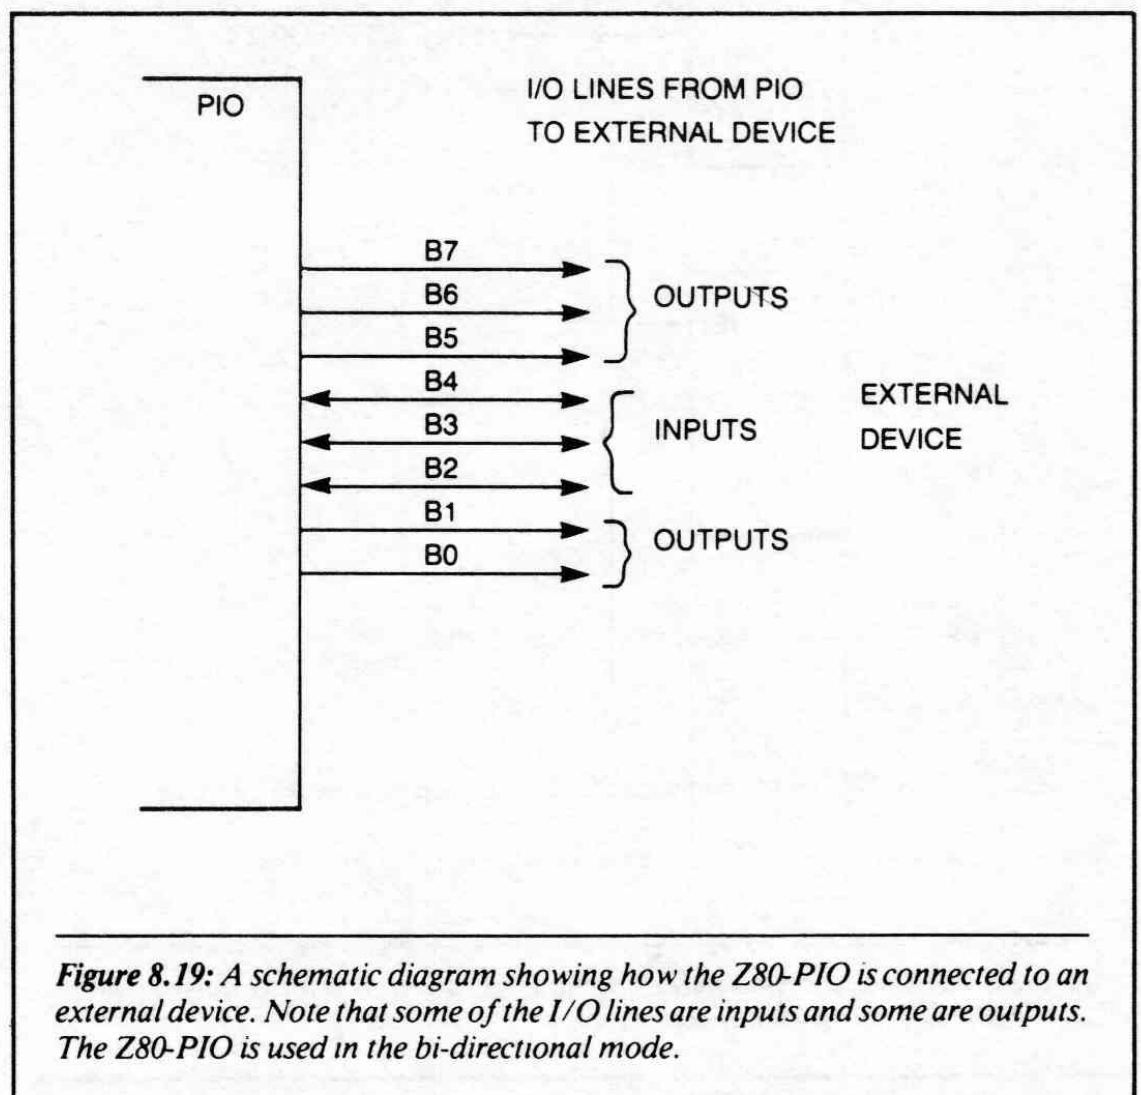 PIO
I/O LINES FROM PIO
TO EXTERNAL DEVICE
B7
B6
OUTPUTS
B5
B4
EXTERNAL
B3
INPUTS
DEVICE
B2
B1
OUTPUTS
B0
Figure 8.19: A schematic diagram showing how the Z80-PIO is connected to an
external device. Note that some of the I/O lines are inputs and some are outputs.
The Z80-PIO is used in the bi-directional mode.